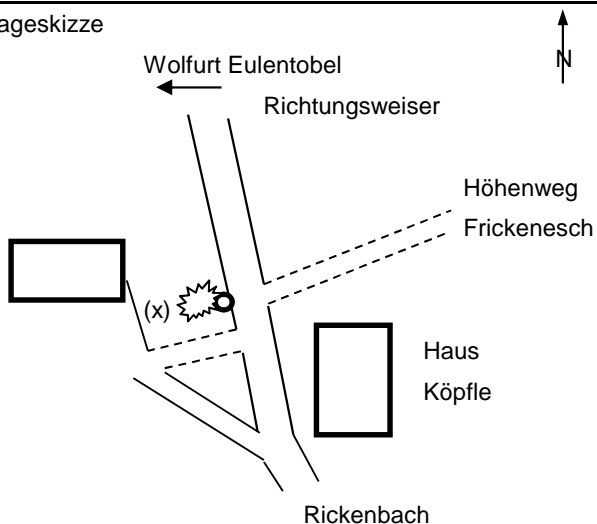 ageskizze
N
Wolfurt Eulentobel
Richtungsweiser
Höhenweg
Frickenesch
(x)
Haus
Köpfle
Rickenbach